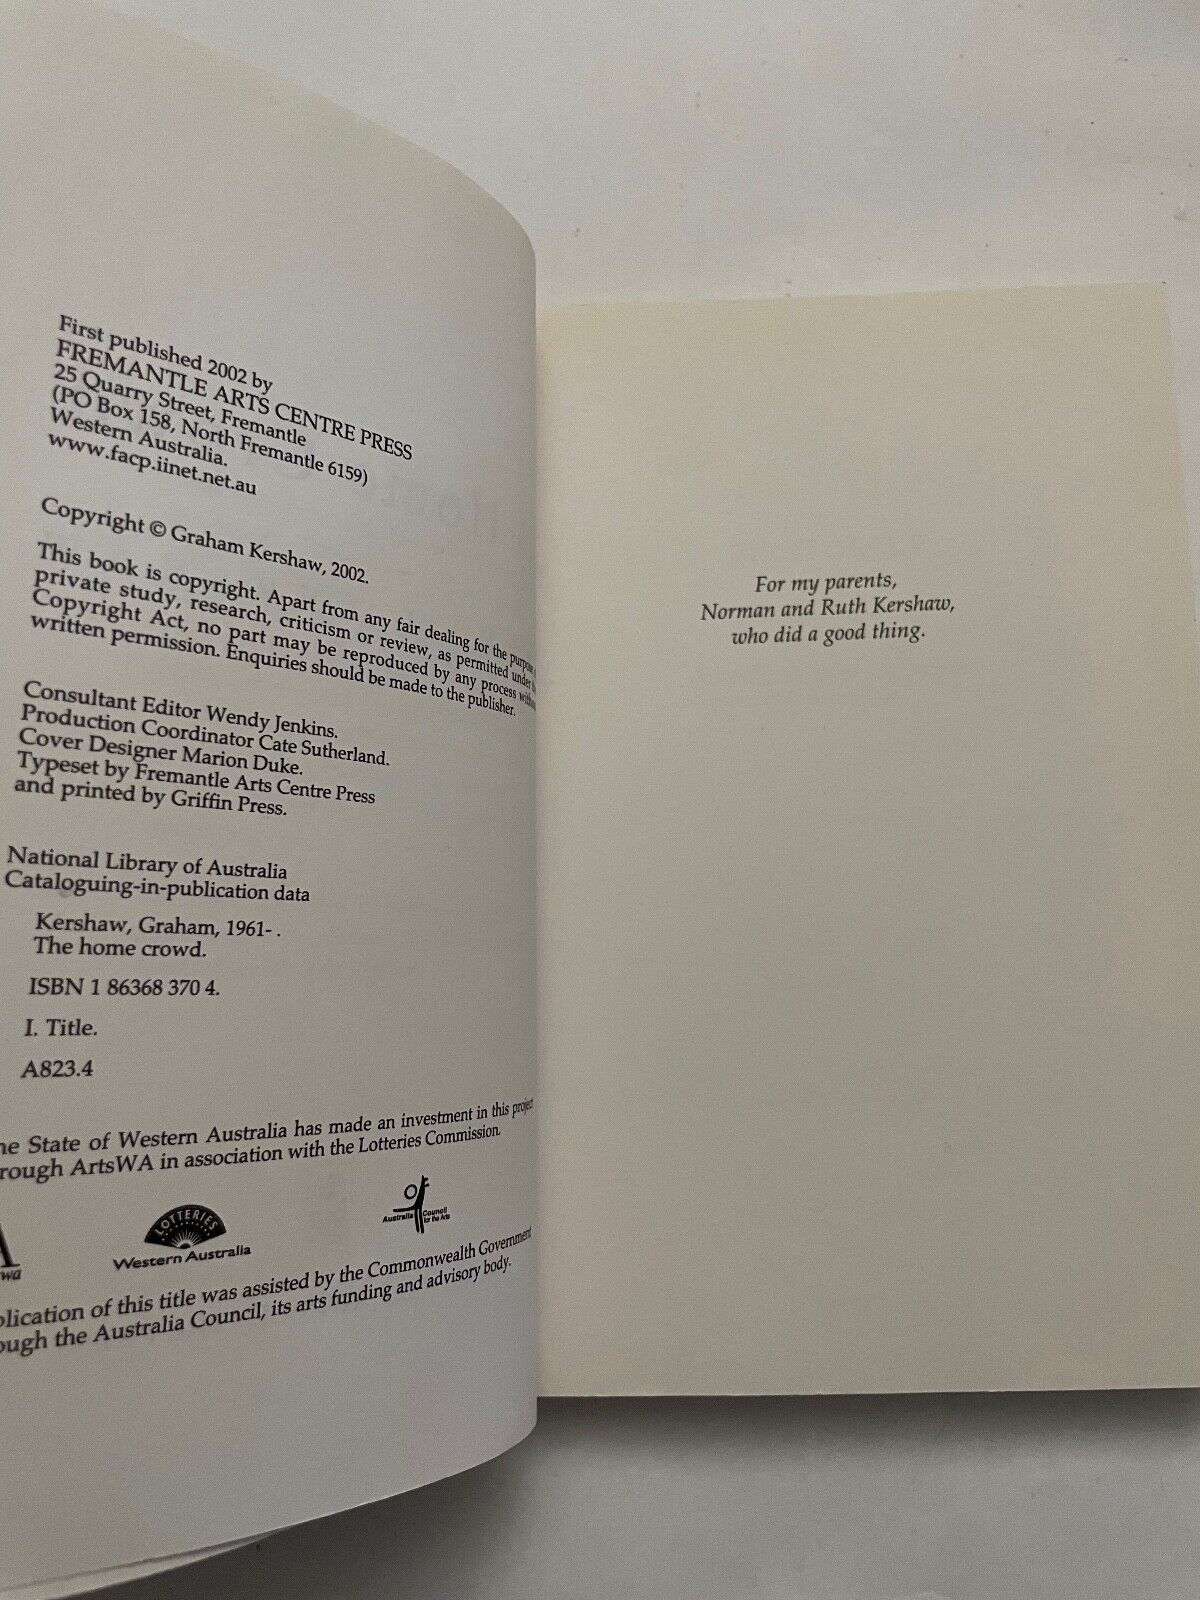 First published 2002 by
FREMANTLE ARTS CENTRE PRESS
25 Quarry Street, Fremantle
(PO Box 158, North Fremantle 6159)
Western Australia.
www.facp.iinet.net.au
Copyright © Graham Kershaw, 2002.
This book is copyright. Apart from any fair dealing for the purpose
private study, research, criticism or review, as permitted under the
Copyright Act, no part may be reproduced by any process without
written permission. Enquiries should be made to the publisher.
Consultant Editor Wendy Jenkins.
Production Coordinator Cate Sutherland.
Cover Designer Marion Duke.
Typeset by Fremantle Arts Centre Press
and printed by Griffin Press.
National Library of Australia
Cataloguing-in-publication data
Kershaw, Graham, 1961- .
The home crowd.
ISBN 1 86368 370 4.
I. Title.
A823.4
he State of Western Australia has made an investment in this project
rough ArtsWA in association with the Lotteries Commission.
A
wa
LOTTERIES
Western Australia
Australia Council
for the Arts
blication of this title was assisted by the Commonwealth Government
ough the Australia Council, its arts funding and advisory body.
For my parents,
Norman and Ruth Kershaw,
who did a good thing.